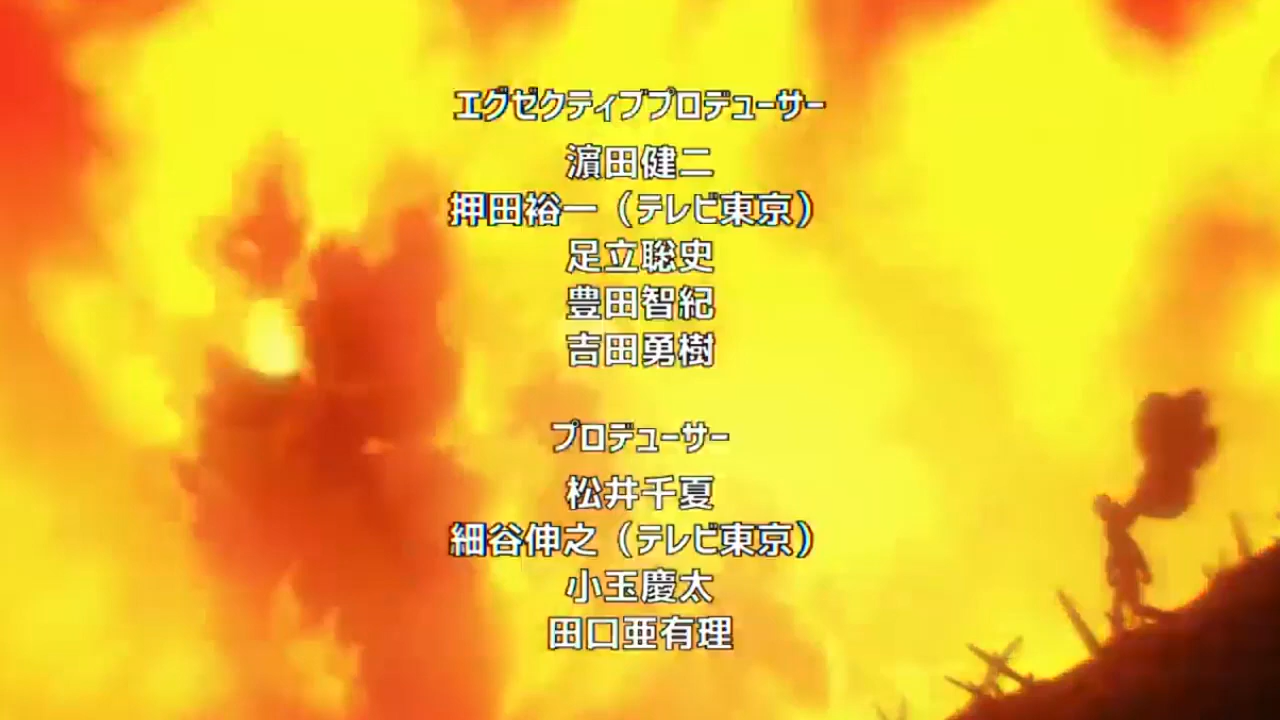 エグゼクティブプロデューサー
濵田健二
押田裕一（テレビ東京）
足立聡史
豊田智紀
吉田勇樹
プロデューサー
松井千夏
細谷伸之（テレビ東京）
小玉慶太
田口亜有理